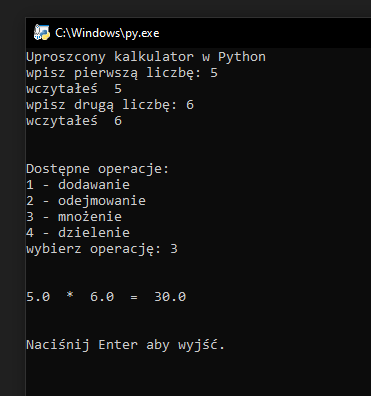 C:\Windows\py.exe
Uproszcony kalkulator w Python
wpisz pierwszą liczbę: 5
wczytałeś  5
wpisz drugą liczbę: 6
wczytałeś  6
Dostępne operacje:
1 - dodawanie
2 - odejmowanie
3 - mnożenie
4 - dzielenie
wybierz operację: 3
5.0  *  6.0  =  30.0
Naciśnij Enter aby wyjść.